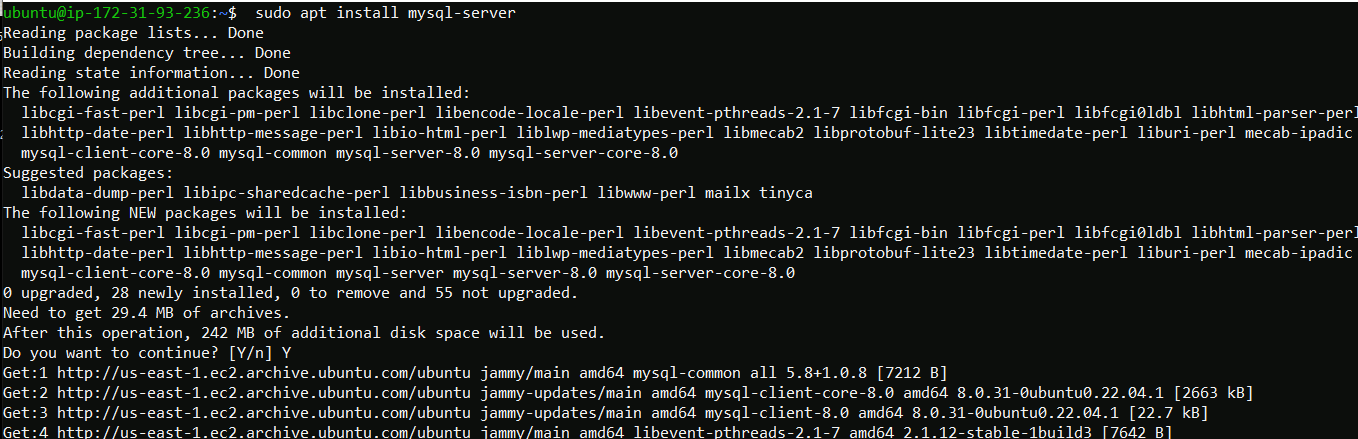 ubuntu@ip-172-31-93-236:~$  sudo apt install mysql-server
Reading package lists... Done
Building dependency tree... Done
Reading state information... Done
The following additional packages will be installed:
  libcgi-fast-perl libcgi-pm-perl libclone-perl libencode-locale-perl libevent-pthreads-2.1-7 libfcgi-bin libfcgi-perl libfcgi0ldbl libhtml-parser-perl
  libhttp-date-perl libhttp-message-perl libio-html-perl liblwp-mediatypes-perl libmecab2 libprotobuf-lite23 libtimedate-perl liburi-perl mecab-ipadic
  mysql-client-core-8.0 mysql-common mysql-server-8.0 mysql-server-core-8.0
Suggested packages:
  libdata-dump-perl libipc-sharedcache-perl libbusiness-isbn-perl libwww-perl mailx tinyca
The following NEW packages will be installed:
  libcgi-fast-perl libcgi-pm-perl libclone-perl libencode-locale-perl libevent-pthreads-2.1-7 libfcgi-bin libfcgi-perl libfcgi0ldbl libhtml-parser-perl
  libhttp-date-perl libhttp-message-perl libio-html-perl liblwp-mediatypes-perl libmecab2 libprotobuf-lite23 libtimedate-perl liburi-perl mecab-ipadic
  mysql-client-core-8.0 mysql-common mysql-server mysql-server-8.0 mysql-server-core-8.0
0 upgraded, 28 newly installed, 0 to remove and 55 not upgraded.
Need to get 29.4 MB of archives.
After this operation, 242 MB of additional disk space will be used.
Do you want to continue? [Y/n] Y
Get:1 http://us-east-1.ec2.archive.ubuntu.com/ubuntu jammy/main amd64 mysql-common all 5.8+1.0.8 [7212 B]
Get:2 http://us-east-1.ec2.archive.ubuntu.com/ubuntu jammy-updates/main amd64 mysql-client-core-8.0 amd64 8.0.31-0ubuntu0.22.04.1 [2663 kB]
Get:3 http://us-east-1.ec2.archive.ubuntu.com/ubuntu jammy-updates/main amd64 mysql-client-8.0 amd64 8.0.31-0ubuntu0.22.04.1 [22.7 kB]
Get:4 http://us-east-1.ec2.archive.ubuntu.com/ubuntu jammy/main amd64 libevent-pthreads-2.1-7 amd64 2.1.12-stable-1build3 [7642 B]